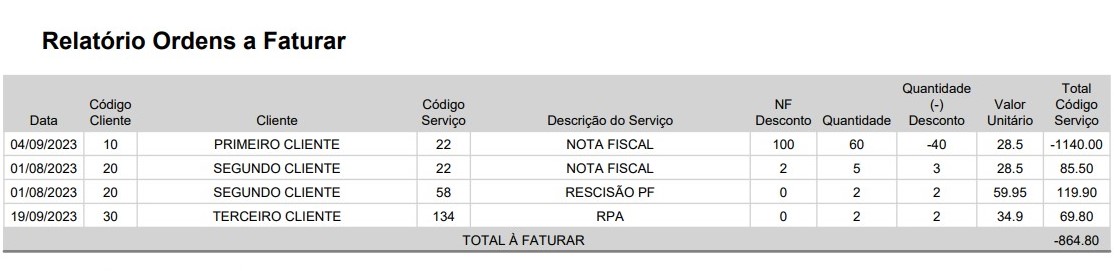 Relatório Ordens a Faturar
Data Código Cliente Cliente Código Serviço Descrição do Serviço NF Desconto Quantidade Quantidade (-) Desconto Valor Unitário Total Código Serviço
04/09/2023 10 PRIMEIRO CLIENTE 22 NOTA FISCAL 100 60 -40 28.5 -1140.00
01/08/2023 20 SEGUNDO CLIENTE 22 NOTA FISCAL 2 5 3 28.5 85.50
01/08/2023 20 SEGUNDO CLIENTE 58 RESCISÃO PF 0 2 2 59.95 119.90
19/09/2023 30 TERCEIRO CLIENTE 134 RPA 0 2 2 34.9 69.80
TOTAL À FATURAR -864.80